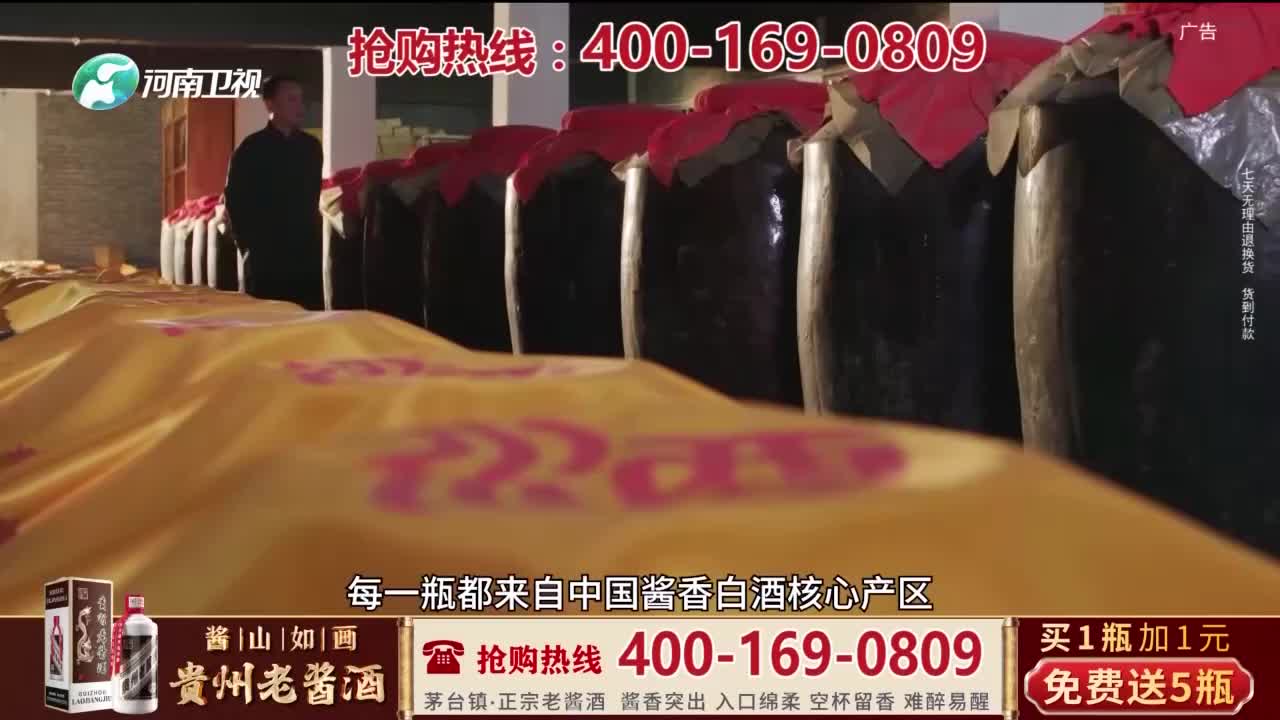 抢购热线：400-169-0809
广告
河南卫视
七天无理由退换货 货到付款
每一瓶都来自中国酱香白酒核心产区
酱|山|如|画
貴州老酱酒
抢购热线 400-169-0809
茅台镇·正宗老酱酒 酱香突出 入口绵柔 空杯留香 难醉易醒
买1瓶加1元
免费送5瓶
GUIZHOU
LAOJIANGJIU